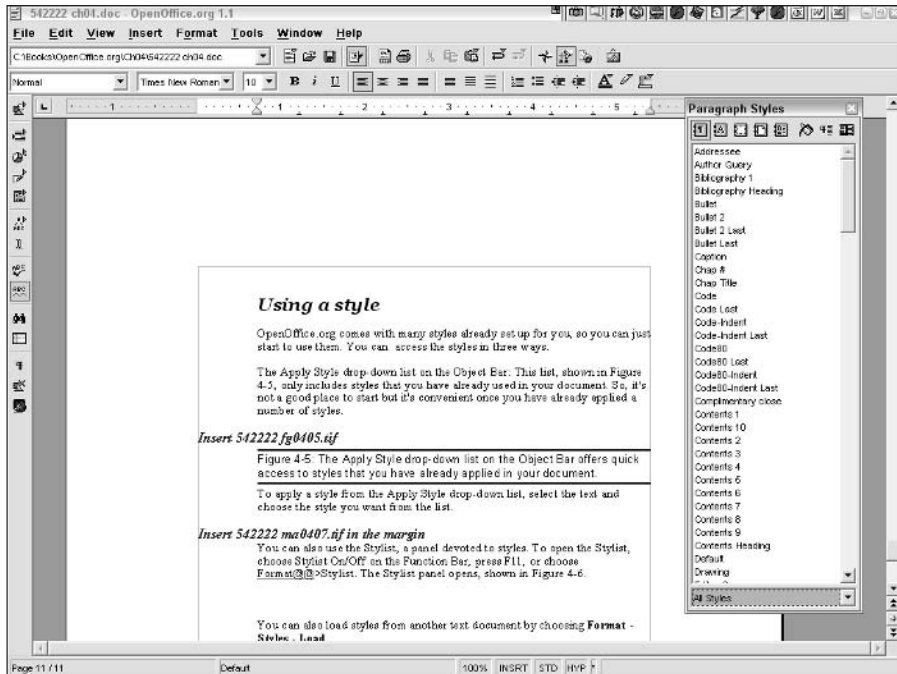 542222 ch04.doc - OpenOffice.org 1.1
File Edit View Insert Format Tools Window Help
C:\Books\OpenOffice.org\Ch04\542222 ch04.doc
Normal Times New Roman 10 B i U A
1 1 2 3 4 5
Using a style
OpenOffice.org comes with many styles already set up for you, so you can just
start to use them. You can access the styles in three ways.
The Apply Style drop-down list on the Object Bar: This list, shown in Figure
4-5, only includes styles that you have already used in your document. So, it's
not a good place to start but it's convenient once you have already applied a
number of styles.
Insert 542222 fg0405.tif
Figure 4-5: The Apply Style drop-down list on the Object Bar offers quick
access to styles that you have already applied in your document.
To apply a style from the Apply Style drop-down list, select the text and
choose the style you want from the list.
Insert 542222 ma0407.tif in the margin
You can also use the Stylist, a panel devoted to styles. To open the Stylist,
choose Stylist On/Off on the Function Bar, press F11, or choose
Format@@>Stylist. The Stylist panel opens, shown in Figure 4-6.
You can also load styles from another text document by choosing Format -
Styles - Load
Paragraph Styles
Addressee
Author Query
Bibliography 1
Bibliography Heading
Bullet
Bullet 2
Bullet 2 Last
Bullet Last
Caption
Chap #
Chap Title
Code
Code Last
Code-Indent
Code-Indent Last
Code80
Code80 Last
Code80-Indent
Code80-Indent Last
Complimentary close
Contents 1
Contents 10
Contents 2
Contents 3
Contents 4
Contents 5
Contents 6
Contents 7
Contents 8
Contents 9
Contents Heading
Default
Drawing
All Styles
Page 11 / 11 Default 100% INSRT STD HYP *